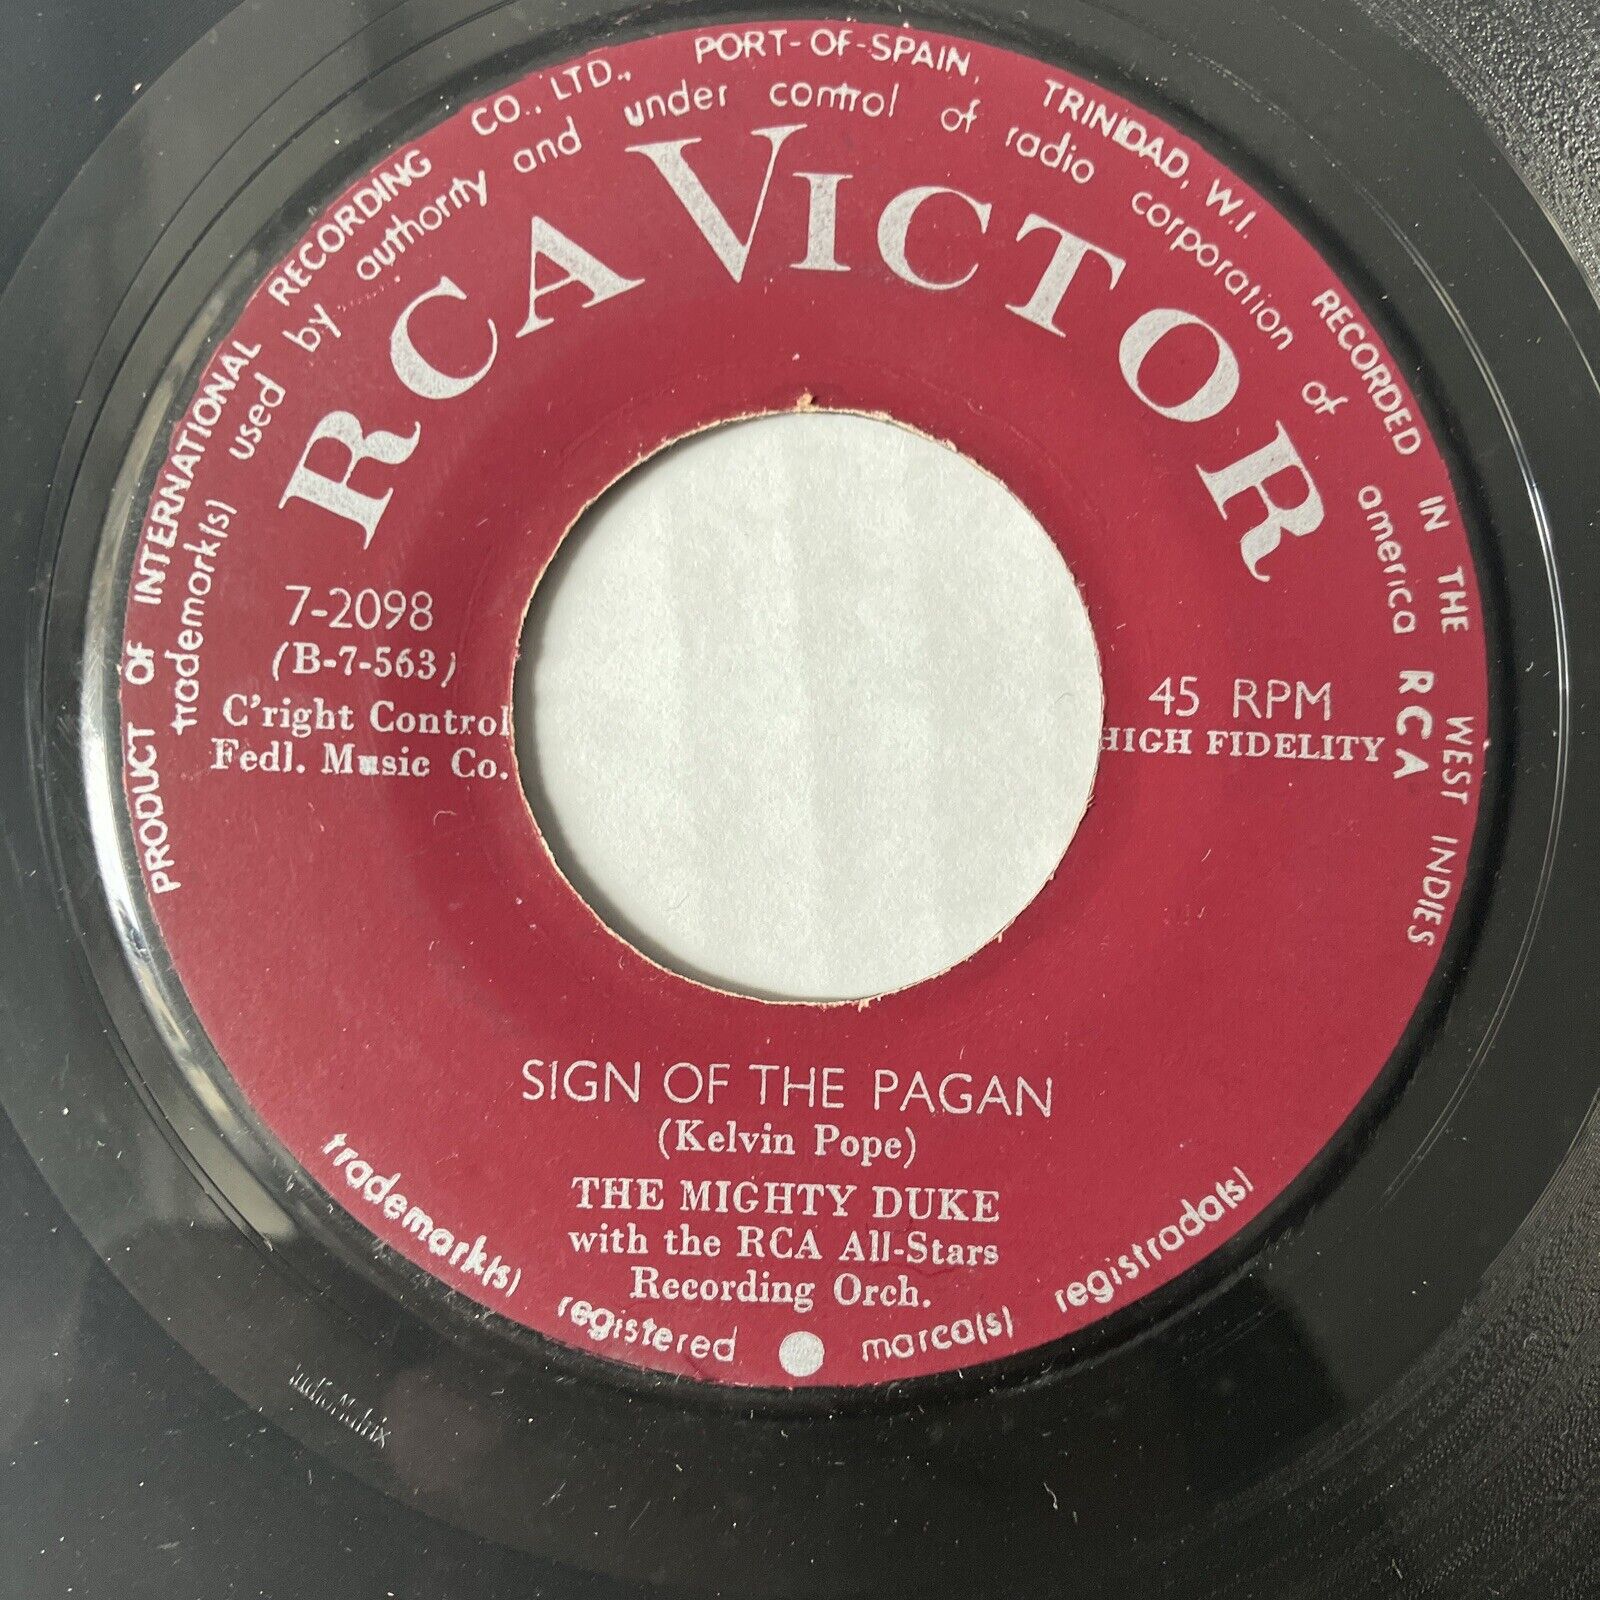 PRODUCT OF INTERNATIONAL RECORDING CO., LTD., PORT-OF-SPAIN, TRINIDAD, W.I. RECORDED IN THE WEST INDIES
trademark(s) used by authority and under control of radio corporation of america RCA
RCA VICTOR
7-2098
(B-7-563)
C'right Control
Fedl. Music Co.
45 RPM
HIGH FIDELITY
SIGN OF THE PAGAN
(Kelvin Pope)
THE MIGHTY DUKE
with the RCA All-Stars
Recording Orch.
trademark(s) registered marca(s) registrada(s)
AudioMatrix